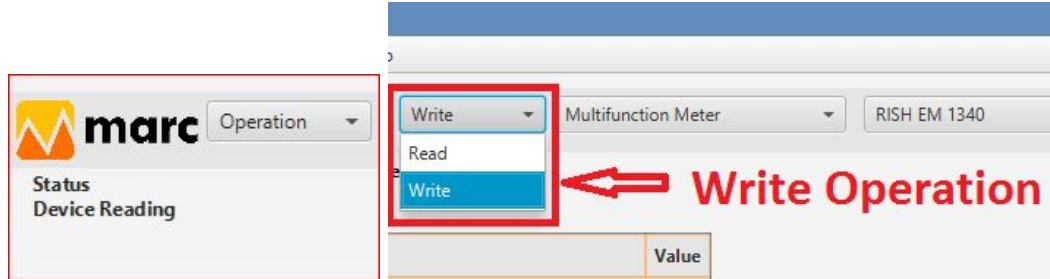 marc Operation
Status
Device Reading
Write Multifunction Meter RISH EM 1340
Read
Write
Write Operation
Value